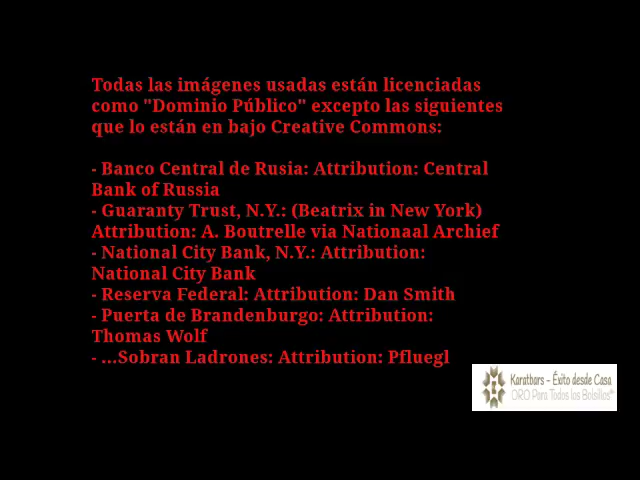 Todas las imágenes usadas están licenciadas
como "Dominio Público" excepto las siguientes
que lo están en bajo Creative Commons:
- Banco Central de Rusia: Attribution: Central
Bank of Russia
- Guaranty Trust, N.Y.: (Beatrix in New York)
Attribution: A. Boutrelle via Nationaal Archief
- National City Bank, N.Y.: Attribution:
National City Bank
- Reserva Federal: Attribution: Dan Smith
- Puerta de Brandenburgo: Attribution:
Thomas Wolf
- ...Sobran Ladrones: Attribution: Pfluegl
Karatbars - Éxito desde Casa
ORO Para Todos los Bolsillos®